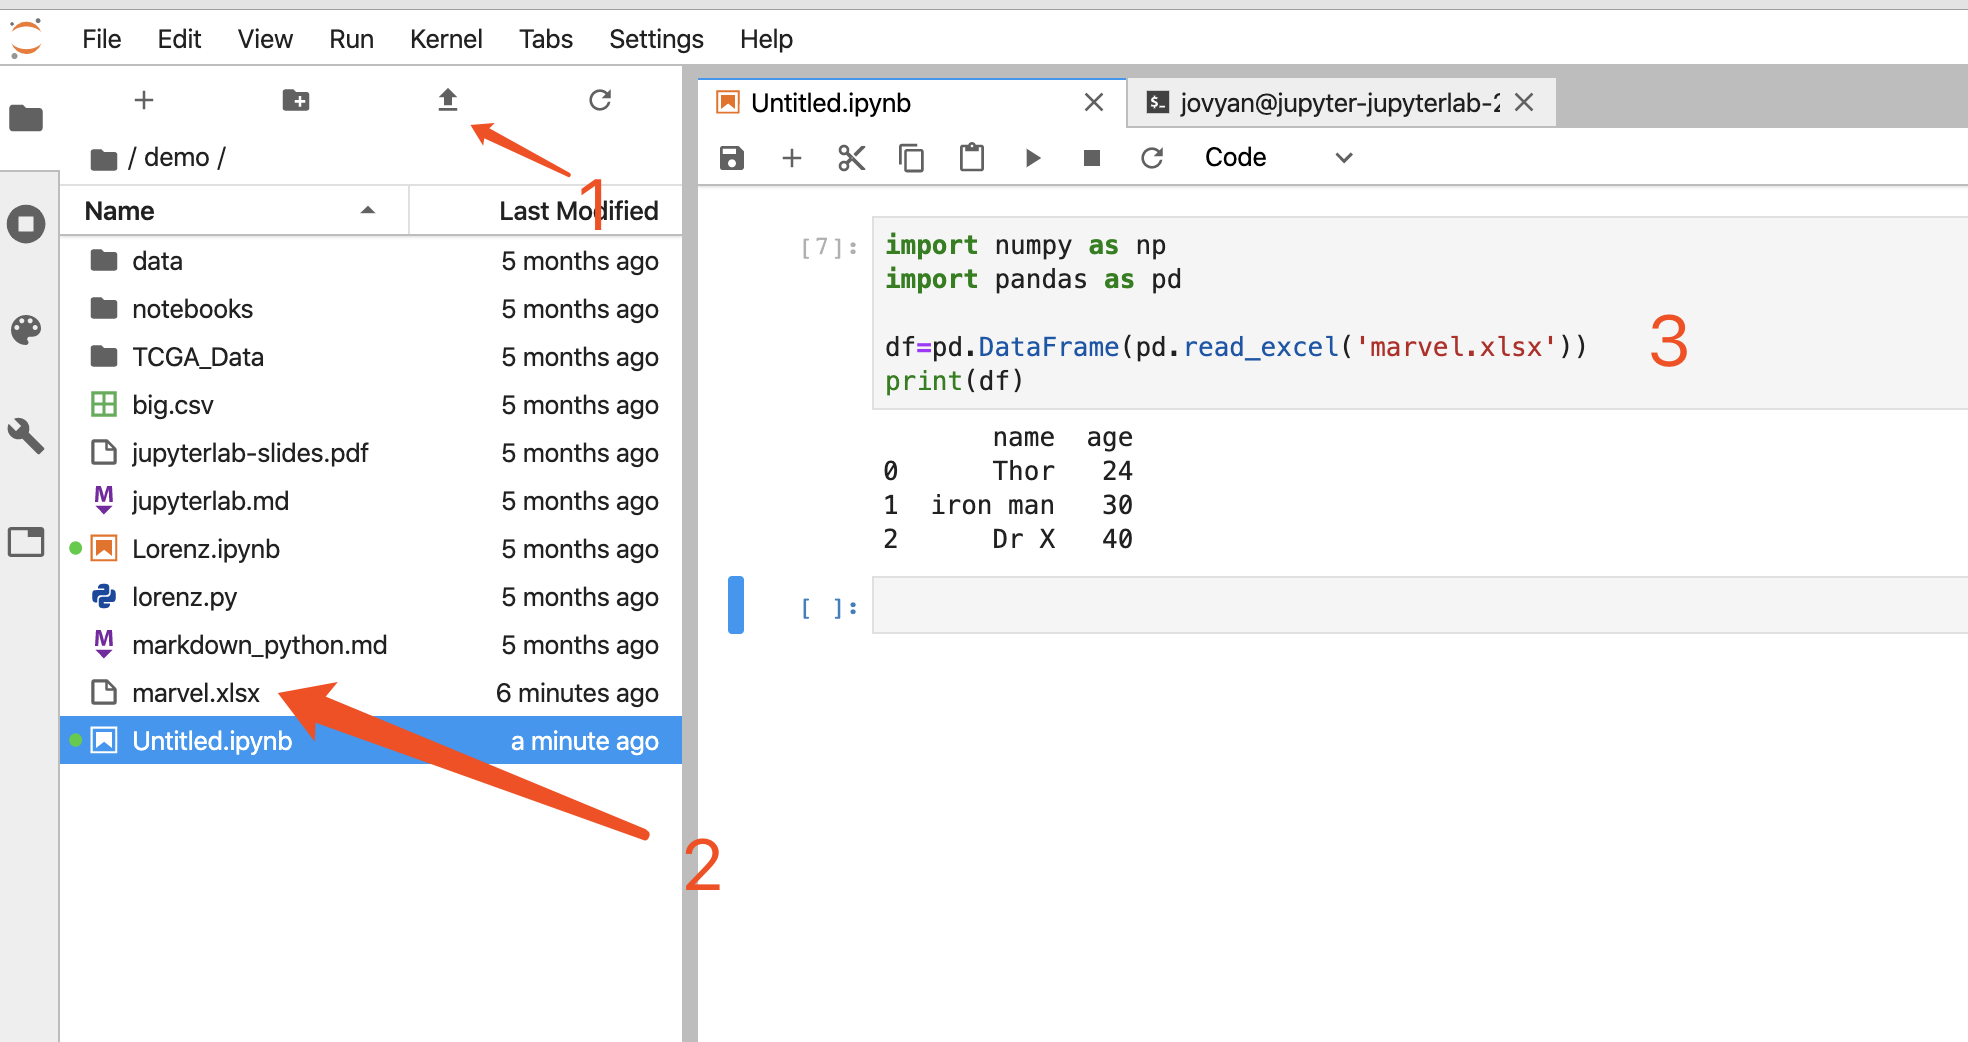 File Edit View Run Kernel Tabs Settings Help
Untitled.ipynb
jovyan@jupyter-jupyterlab-2
/ demo /
Code
1
Name Last Modified
data 5 months ago
notebooks 5 months ago
TCGA_Data 5 months ago
big.csv 5 months ago
jupyterlab-slides.pdf 5 months ago
jupyterlab.md 5 months ago
Lorenz.ipynb 5 months ago
lorenz.py 5 months ago
markdown_python.md 5 months ago
marvel.xlsx 6 minutes ago
Untitled.ipynb a minute ago
2
[7]:
import numpy as np
import pandas as pd
df=pd.DataFrame(pd.read_excel('marvel.xlsx'))
print(df)
3
name age
0 Thor 24
1 iron man 30
2 Dr X 40
[ ]: